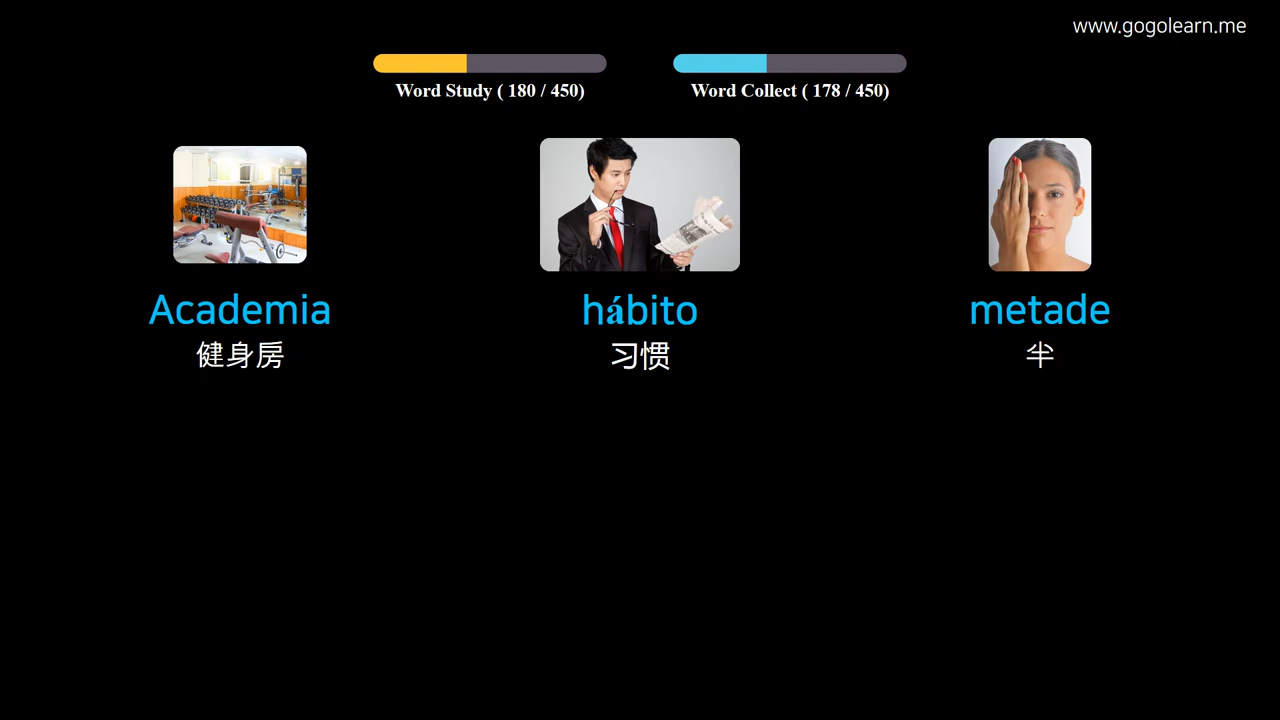 www.gogolearn.me
Word Study ( 180 / 450)
Word Collect ( 178 / 450)
Academia
hábito
metade
健身房
习惯
半